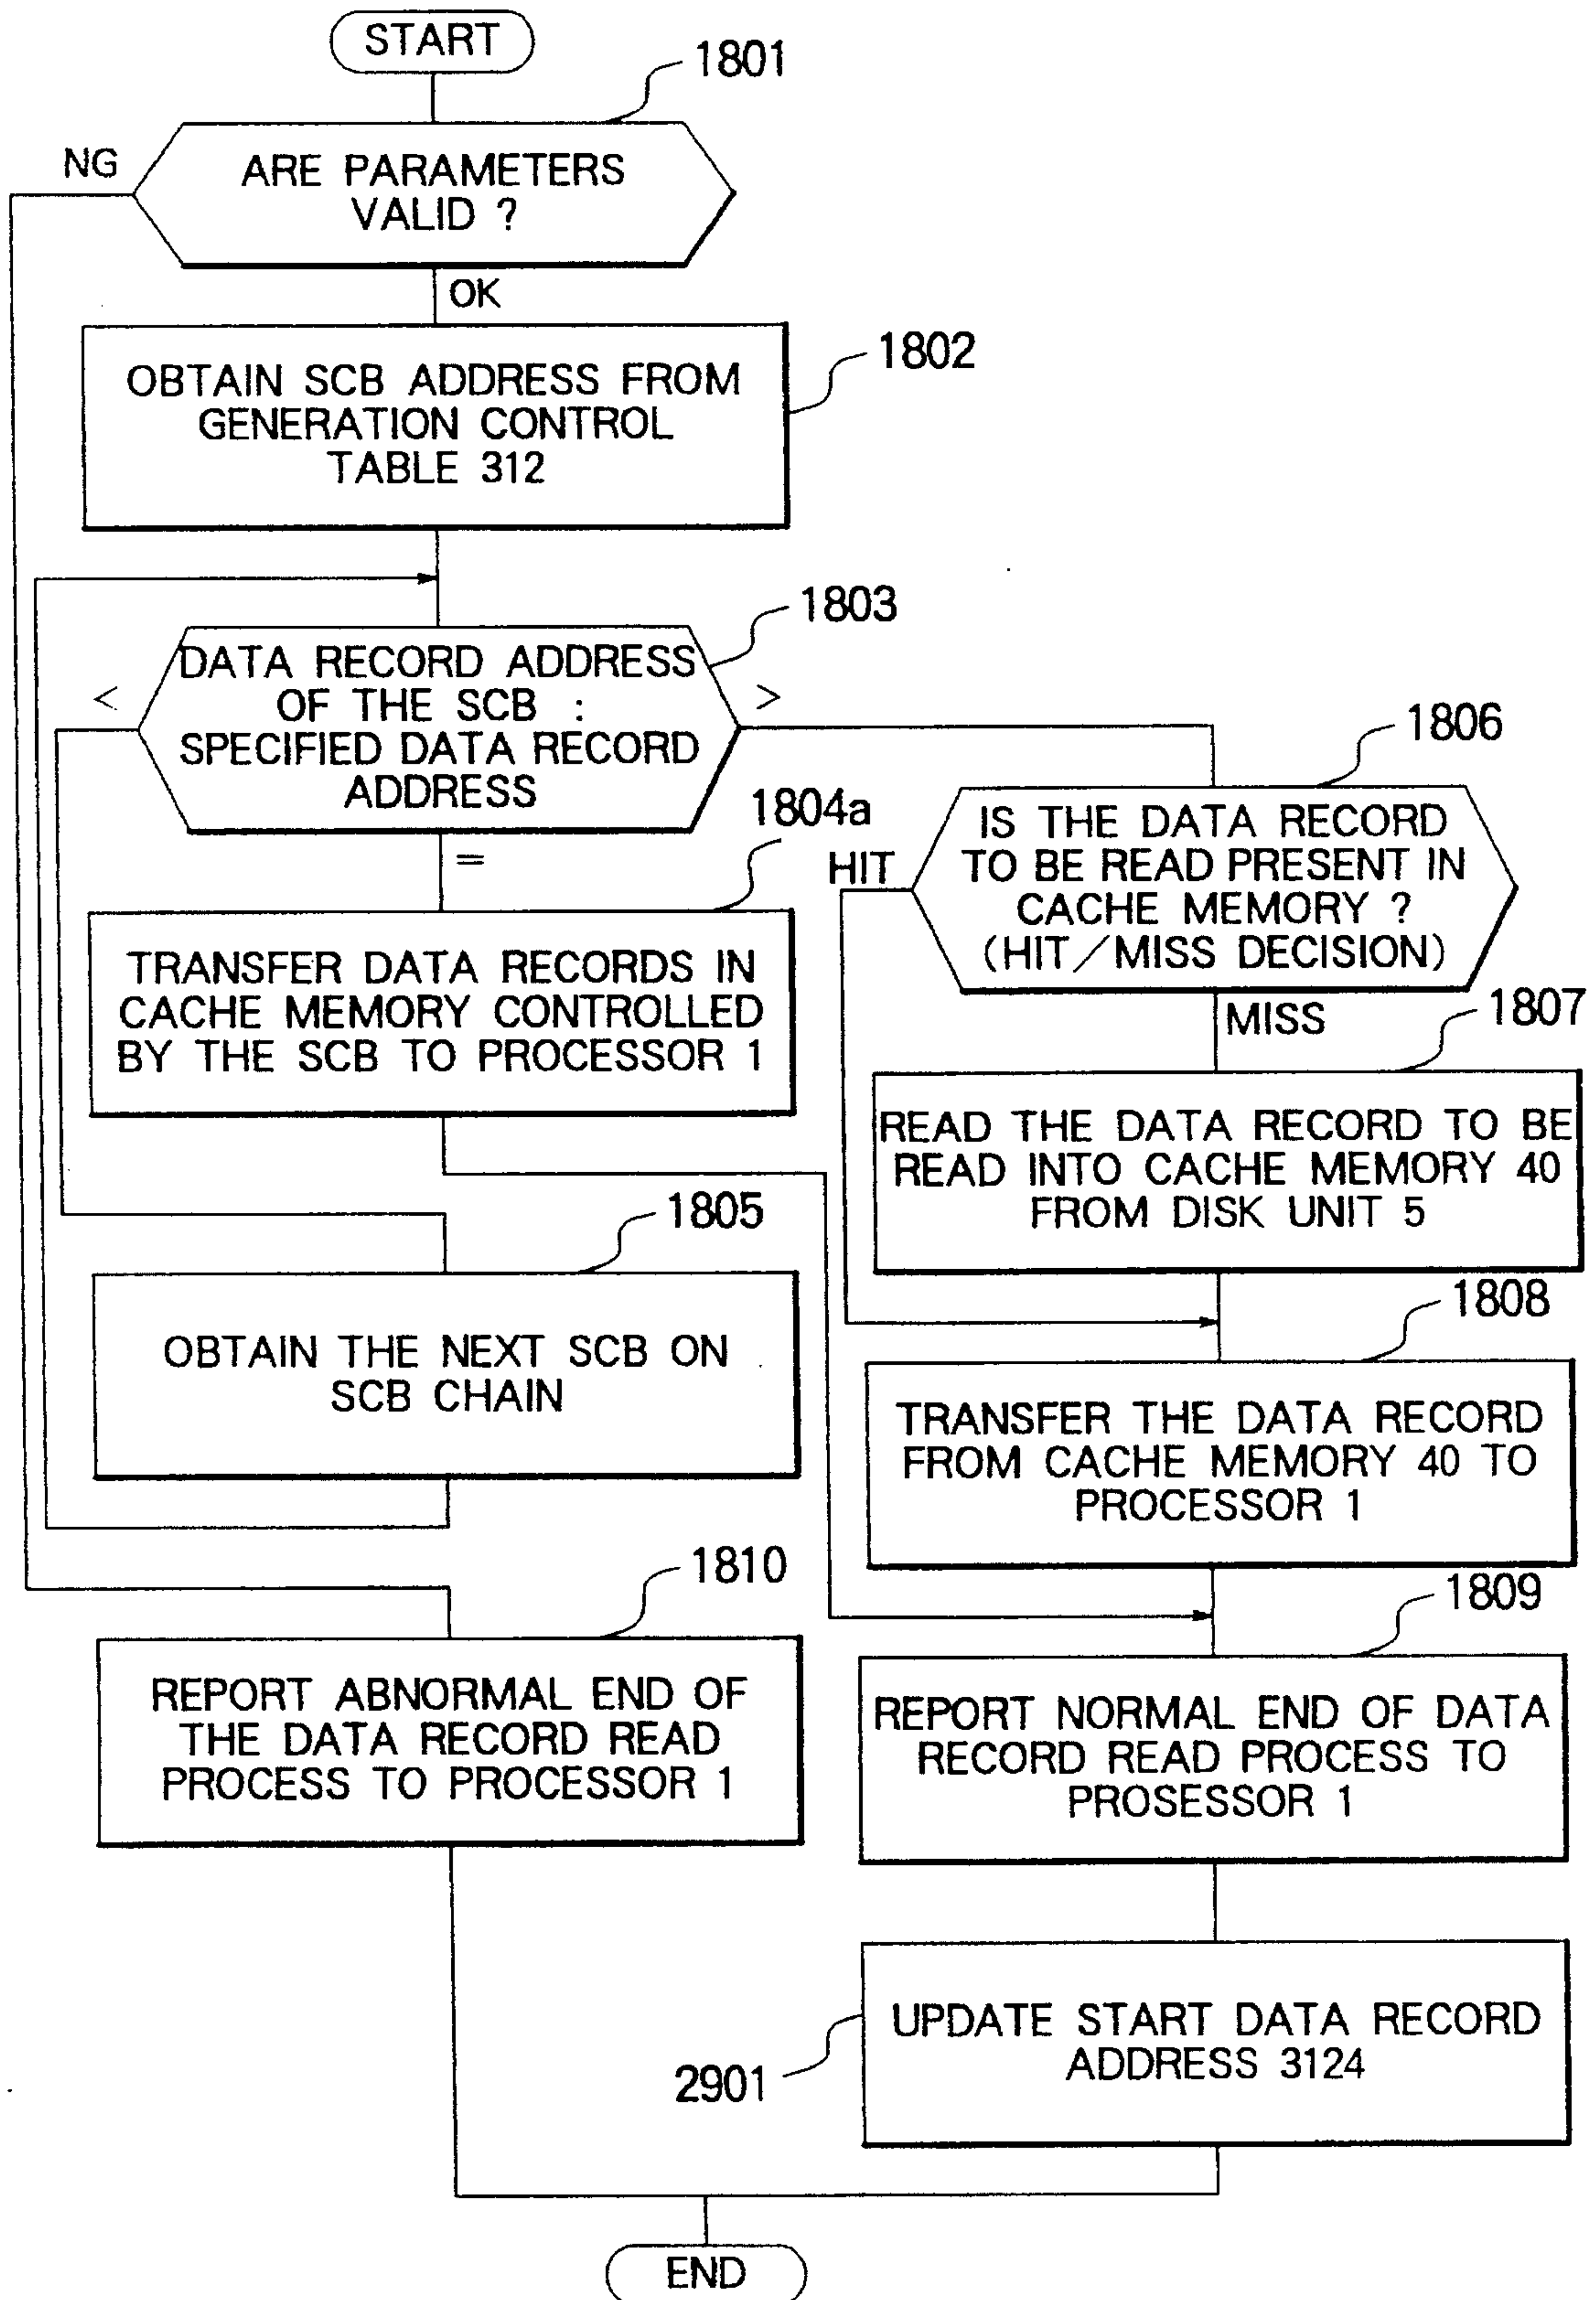 START
1801
NG
ARE PARAMETERS
VALID ?
OK
1802
OBTAIN SCB ADDRESS FROM
GENERATION CONTROL
TABLE 312
1803
<
DATA RECORD ADDRESS
OF THE SCB :
SPECIFIED DATA RECORD
ADDRESS
>
=
1804a
TRANSFER DATA RECORDS IN
CACHE MEMORY CONTROLLED
BY THE SCB TO PROCESSOR 1
1805
OBTAIN THE NEXT SCB ON
SCB CHAIN
1806
IS THE DATA RECORD
TO BE READ PRESENT IN
CACHE MEMORY ?
(HIT/MISS DECISION)
HIT
MISS
1807
READ THE DATA RECORD TO BE
READ INTO CACHE MEMORY 40
FROM DISK UNIT 5
1808
TRANSFER THE DATA RECORD
FROM CACHE MEMORY 40 TO
PROCESSOR 1
1810
REPORT ABNORMAL END OF
THE DATA RECORD READ
PROCESS TO PROCESSOR 1
1809
REPORT NORMAL END OF DATA
RECORD READ PROCESS TO
PROSESSOR 1
2901
UPDATE START DATA RECORD
ADDRESS 3124
END